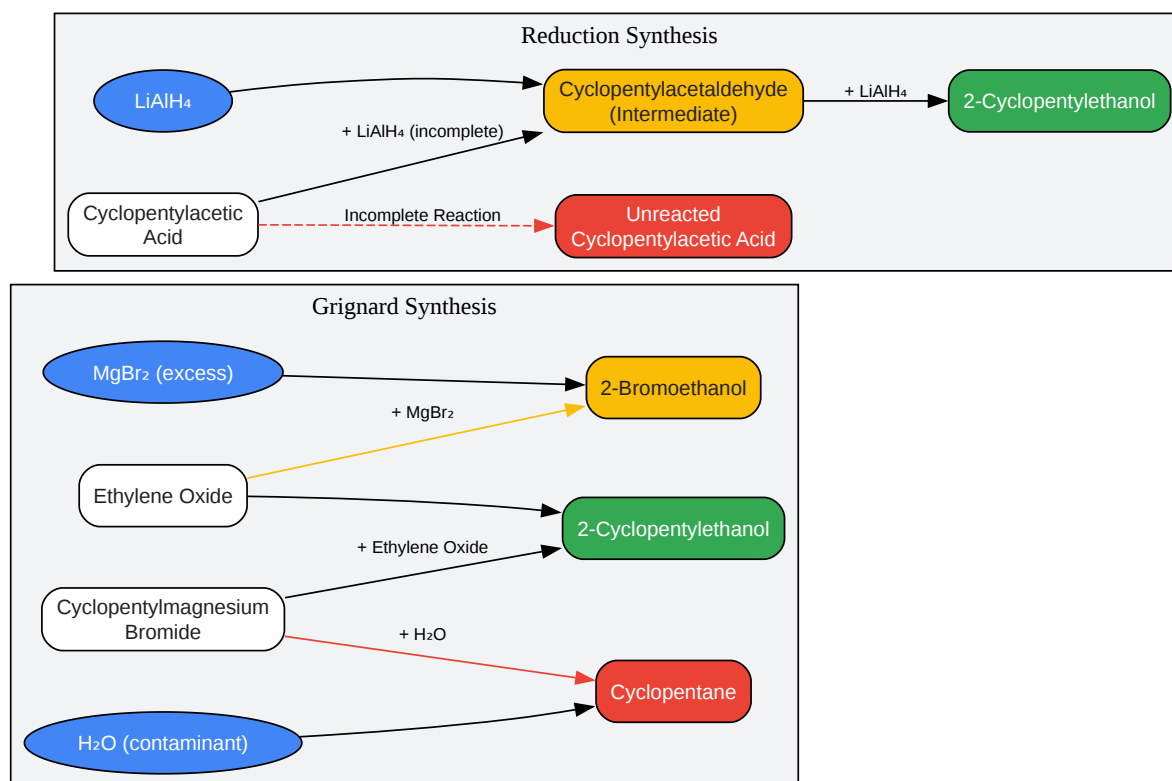 Reduction Synthesis
LiAlH₄
Cyclopentylacetaldehyde
(Intermediate)
+ LiAlH₄
2-Cyclopentylethanol
+ LiAlH₄ (incomplete)
Cyclopentylacetic
Acid
Incomplete Reaction
Unreacted
Cyclopentylacetic Acid
Grignard Synthesis
MgBr₂ (excess)
2-Bromoethanol
+ MgBr₂
Ethylene Oxide
2-Cyclopentylethanol
+ Ethylene Oxide
Cyclopentylmagnesium
Bromide
+ H₂O
Cyclopentane
H₂O (contaminant)